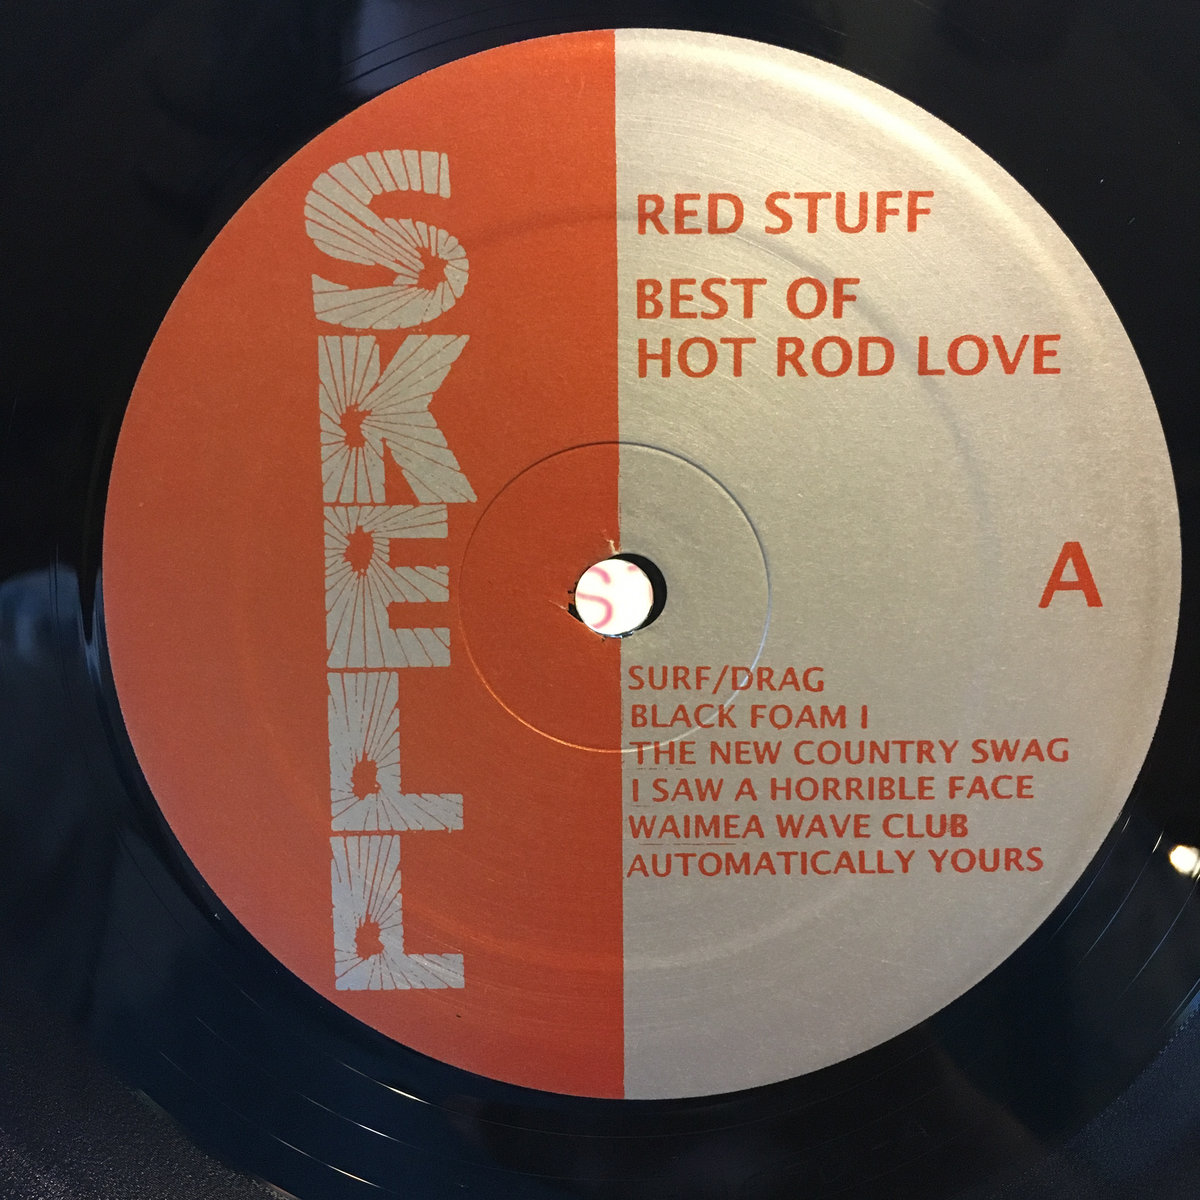 SKELL
RED STUFF
BEST OF
HOT ROD LOVE
A
SURF/DRAG
BLACK FOAM I
THE NEW COUNTRY SWAG
I SAW A HORRIBLE FACE
WAIMEA WAVE CLUB
AUTOMATICALLY YOURS